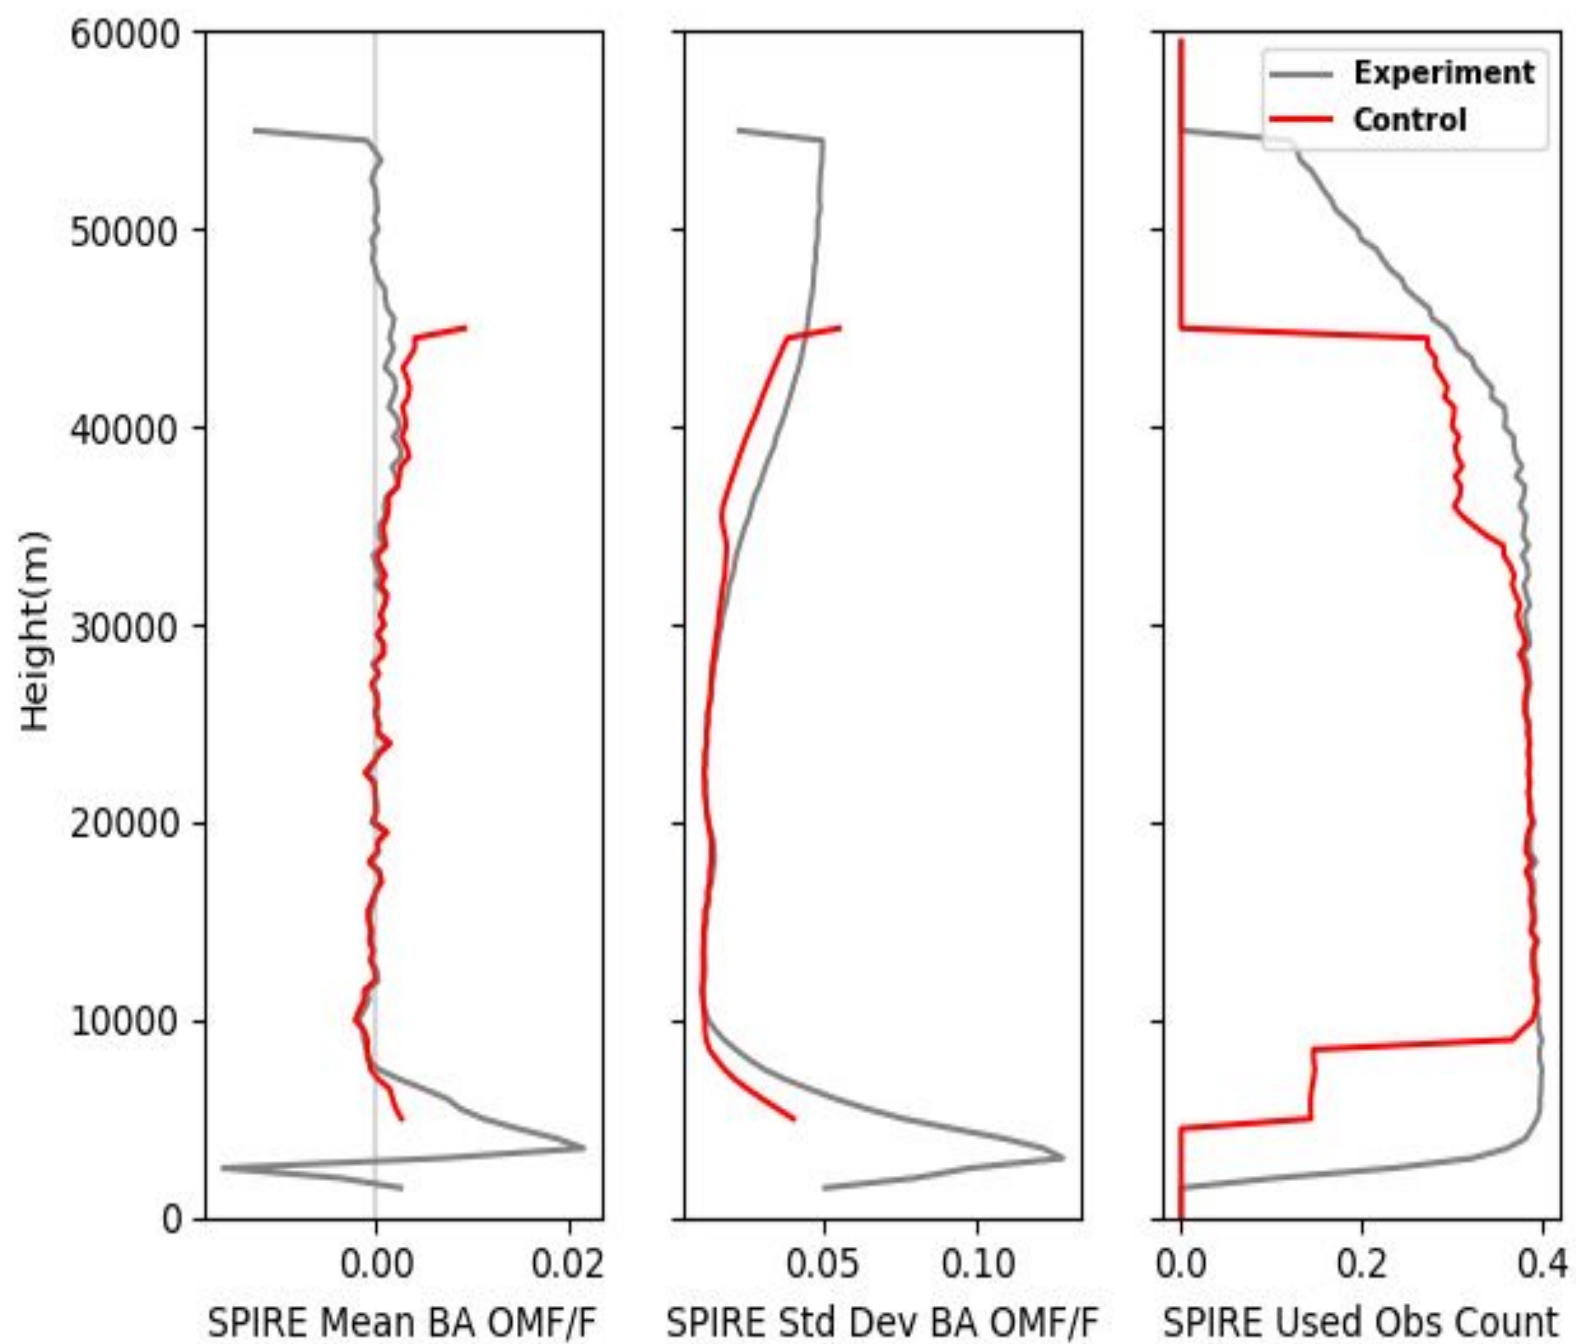 60000
50000
40000
30000
20000
10000
0
Height(m)
0.00 0.02
SPIRE Mean BA OMF/F
0.05 0.10
SPIRE Std Dev BA OMF/F
Experiment
Control
0.0 0.2 0.4
SPIRE Used Obs Count